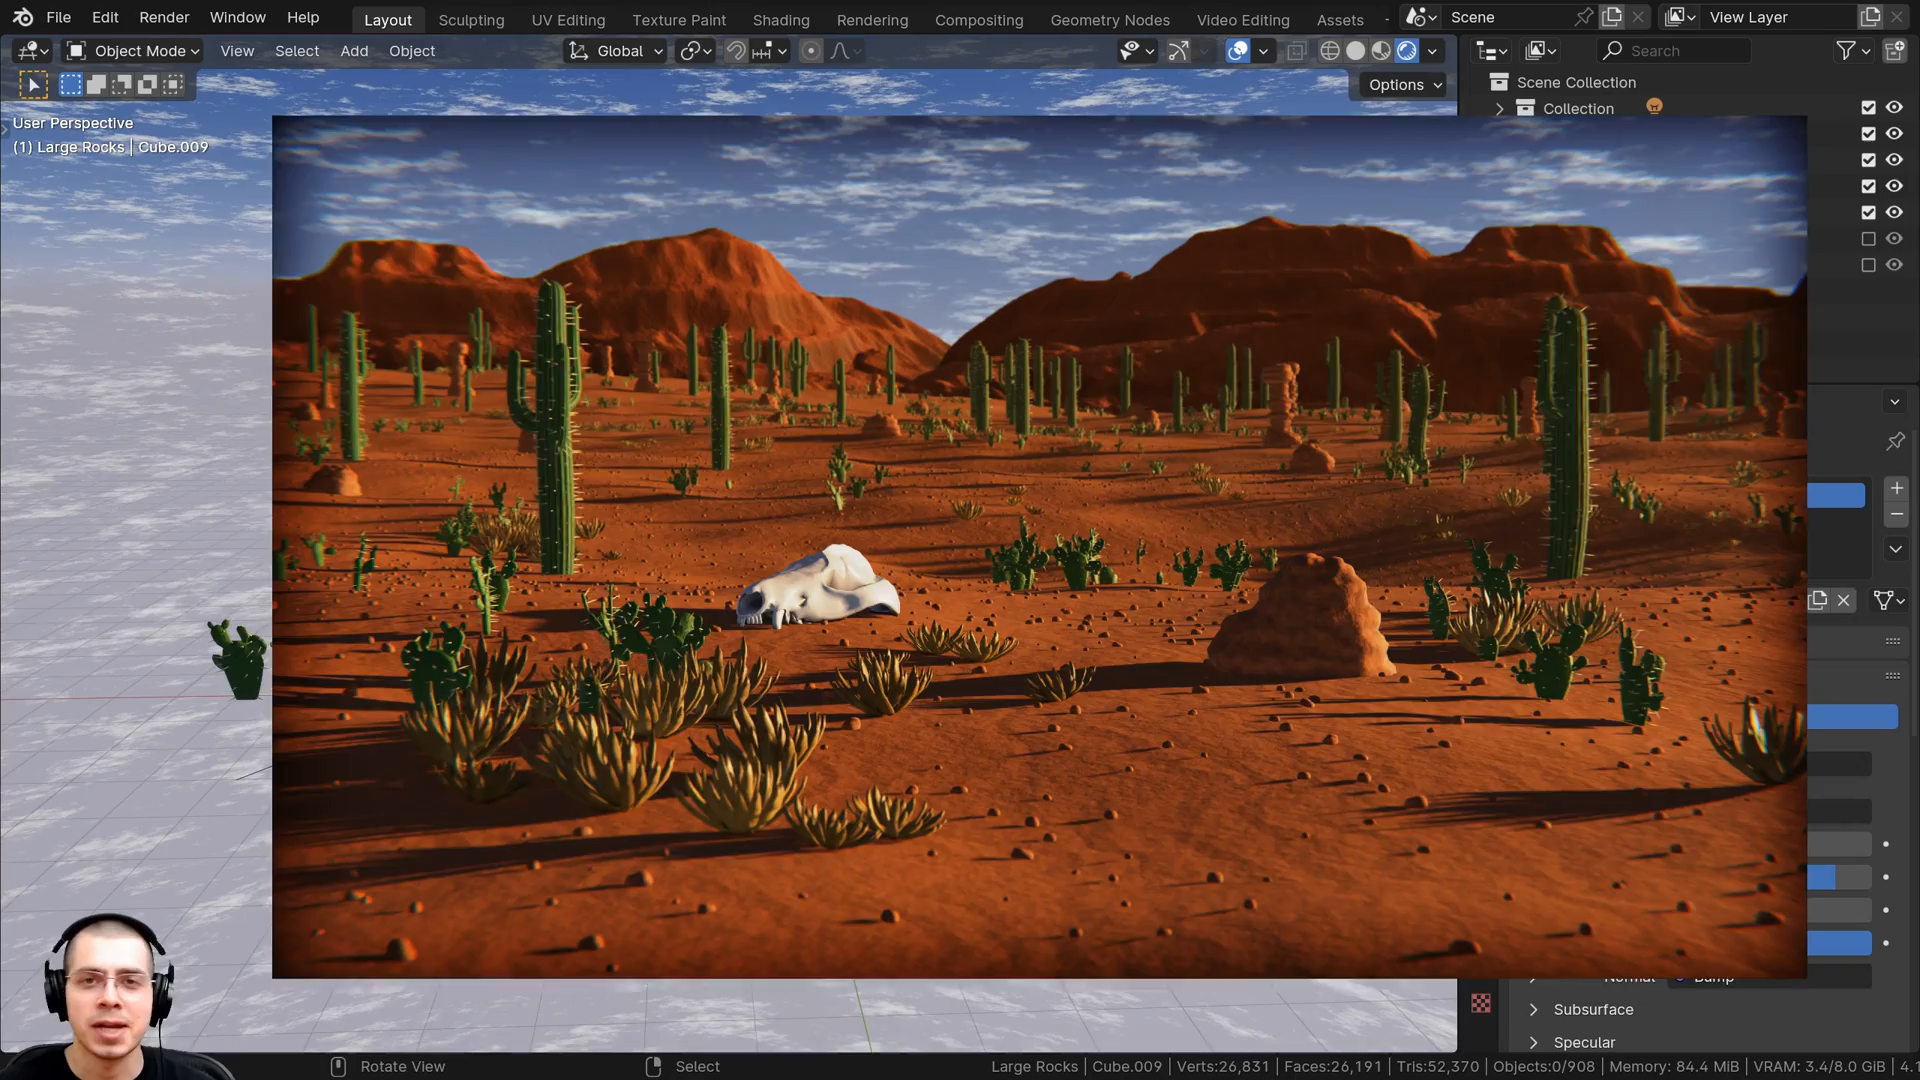 File Edit Render Window Help Layout Sculpting UV Editing Texture Paint Shading Rendering Compositing Geometry Nodes Video Editing Assets Scene View Layer
Object Mode View Select Add Object Global Search
Options
Scene Collection
Collection
User Perspective
(1) Large Rocks | Cube.009
Subsurface
Specular
Rotate View Select Large Rocks | Cube.009 | Verts:26,831 | Faces:26,191 | Tris:52,370 | Objects:0/908 | Memory: 84.4 MiB | VRAM: 3.4/8.0 GiB | 4.1